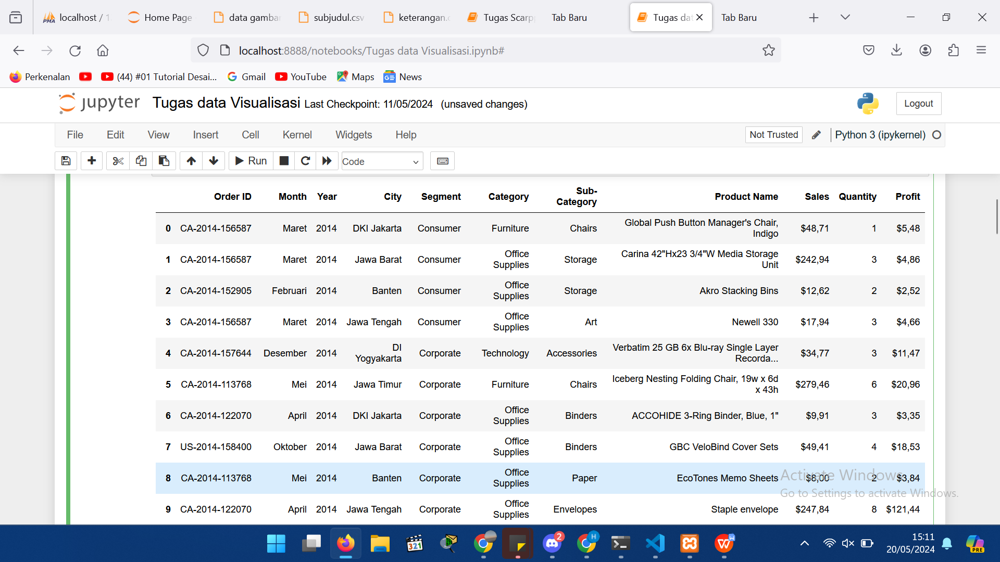 localhost / 1
Home Page
data gambar
subjudul.csv
keterangan.c
Tugas Scarpp
Tab Baru
Tugas dat
Tab Baru
localhost:8888/notebooks/Tugas data Visualisasi.ipynb#
Perkenalan
(44) #01 Tutorial Desai...
Gmail
YouTube
Maps
News
jupyter Tugas data Visualisasi Last Checkpoint: 11/05/2024 (unsaved changes)
Logout
File Edit View Insert Cell Kernel Widgets Help
Not Trusted
Python 3 (ipykernel)
Run
Code
Order ID Month Year City Segment Category Sub-Category Product Name Sales Quantity Profit
0 CA-2014-156587 Maret 2014 DKI Jakarta Consumer Furniture Chairs Global Push Button Manager's Chair, Indigo $48,71 1 $5,48
1 CA-2014-156587 Maret 2014 Jawa Barat Consumer Office Supplies Storage Carina 42"Hx23 3/4"W Media Storage Unit $242,94 3 $4,86
2 CA-2014-152905 Februari 2014 Banten Consumer Office Supplies Storage Akro Stacking Bins $12,62 2 $2,52
3 CA-2014-156587 Maret 2014 Jawa Tengah Consumer Office Supplies Art Newell 330 $17,94 3 $4,66
4 CA-2014-157644 Desember 2014 DI Yogyakarta Corporate Technology Accessories Verbatim 25 GB 6x Blu-ray Single Layer Recorda... $34,77 3 $11,47
5 CA-2014-113768 Mei 2014 Jawa Timur Corporate Furniture Chairs Iceberg Nesting Folding Chair, 19w x 6d x 43h $279,46 6 $20,96
6 CA-2014-122070 April 2014 DKI Jakarta Corporate Office Supplies Binders ACCOHIDE 3-Ring Binder, Blue, 1" $9,91 3 $3,35
7 US-2014-158400 Oktober 2014 Jawa Barat Corporate Office Supplies Binders GBC VeloBind Cover Sets $49,41 4 $18,53
8 CA-2014-113768 Mei 2014 Banten Corporate Office Supplies Paper EcoTones Memo Sheets $8,00 2 $3,84
9 CA-2014-122070 April 2014 Jawa Tengah Corporate Office Supplies Envelopes Staple envelope $247,84 8 $121,44
Activate Windows
Go to Settings to activate Windows.
321
2
H
15:11
20/05/2024
PRE